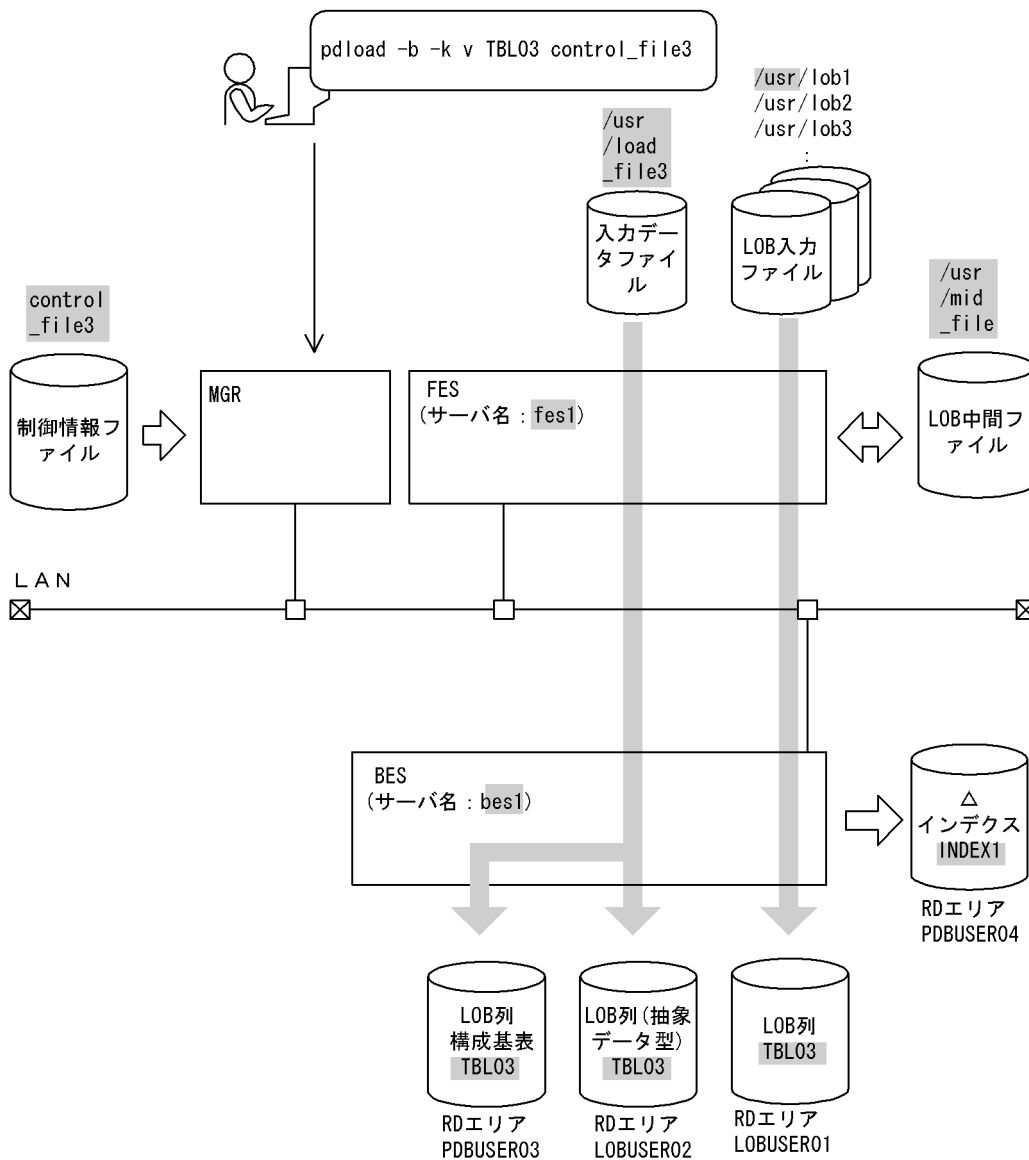 pdload -b -k v TBL03 control_file3
/usr/lob1
/usr/lob2
/usr/lob3
:
/usr
/load
_file3
入力デー
タファイ
ル
LOB入力
ファイル
control
_file3
/usr
/mid
_file
制御情報フ
ァイル
MGR
FES
(サーバ名:fes1)
LOB中間フ
ァイル
LAN
BES
(サーバ名:bes1)
△
インデクス
INDEX1
RDエリア
PDBUSER04
LOB列
構成基表
TBL03
LOB列(抽象
データ型)
TBL03
LOB列
TBL03
RDエリア
PDBUSER03
RDエリア
LOBUSER02
RDエリア
LOBUSER01